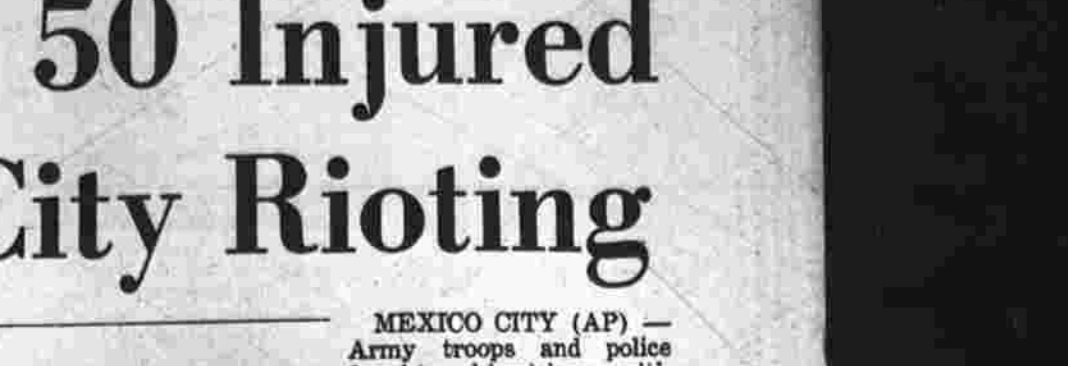 50 Injured
City Rioting
MEXICO CITY (AP) —
Army troops and police